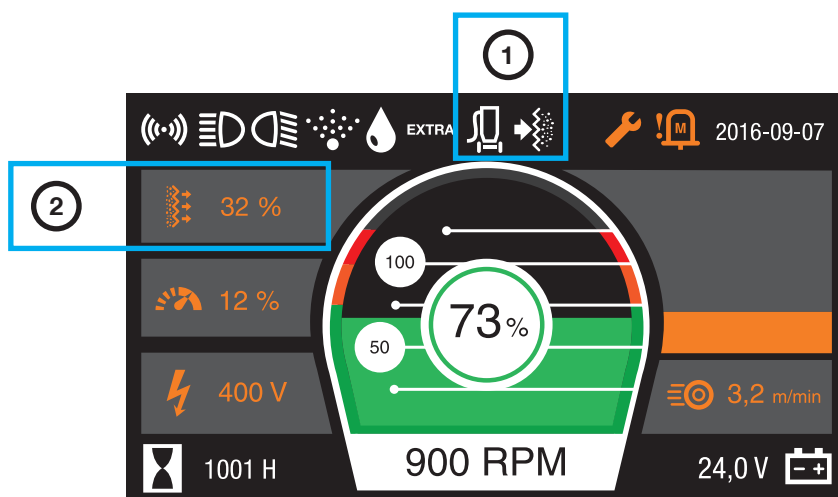 1
EXTRA
M
2016-09-07
2
32 %
100
12 %
73%
50
400 V
3,2 m/min
1001 H
900 RPM
24,0 V